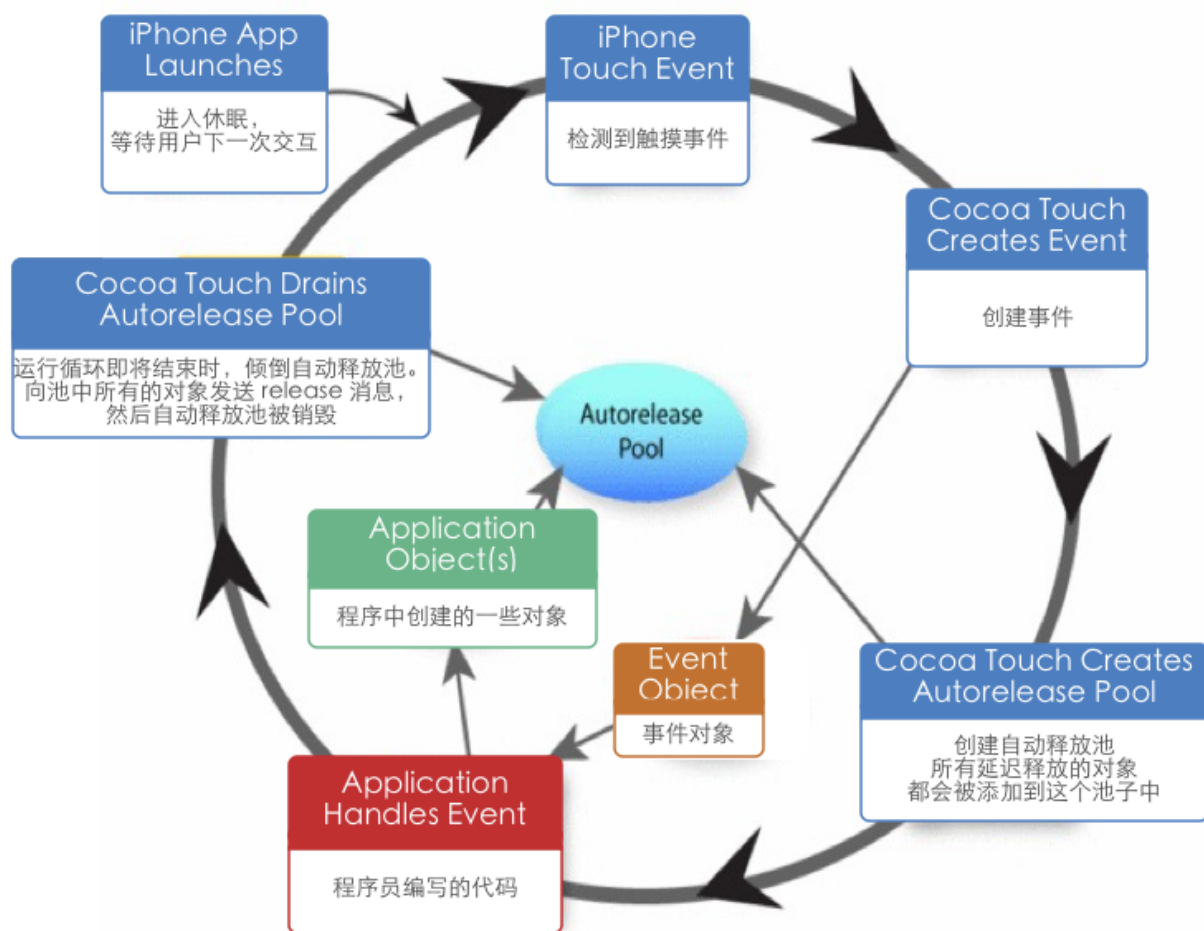 iPhone App
Launches
进入休眠，
等待用户下一次交互
iPhone
Touch Event
检测到触摸事件
Cocoa Touch
Creates Event
创建事件
Cocoa Touch Drains
Autorelease Pool
运行循环即将结束时，倾倒自动释放池。
向池中所有的对象发送 release 消息，
然后自动释放池被销毁
Autorelease
Pool
Application
Object(s)
程序中创建的一些对象
Event
Object
事件对象
Cocoa Touch Creates
Autorelease Pool
创建自动释放池
所有延迟释放的对象
都会被添加到这个池子中
Application
Handles Event
程序员编写的代码